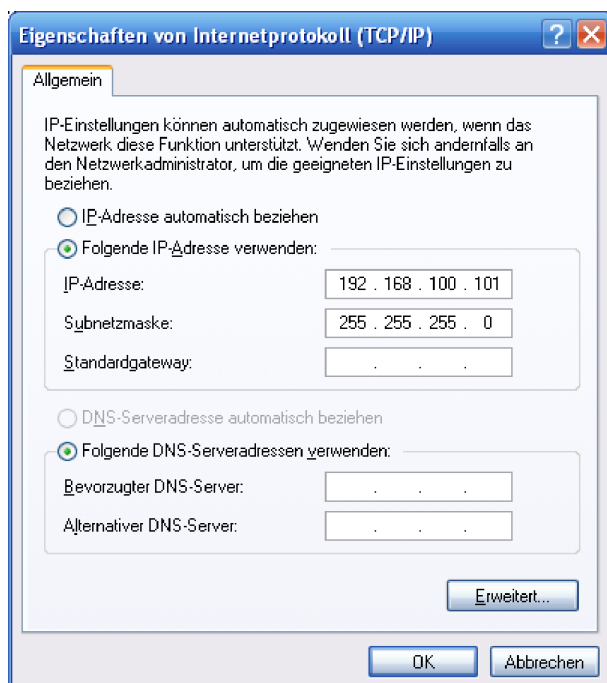 Eigenschaften von Internetprotokoll (TCP/IP)
Allgemein
IP-Einstellungen können automatisch zugewiesen werden, wenn das
Netzwerk diese Funktion unterstützt. Wenden Sie sich andernfalls an
den Netzwerkadministrator, um die geeigneten IP-Einstellungen zu
beziehen.
IP-Adresse automatisch beziehen
Folgende IP-Adresse verwenden:
IP-Adresse: 192 . 168 . 100 . 101
Subnetzmaske: 255 . 255 . 255 . 0
Standardgateway: . . .
DNS-Serveradresse automatisch beziehen
Folgende DNS-Serveradressen verwenden:
Bevorzugter DNS-Server: . . .
Alternativer DNS-Server: . . .
Erweitert...
OK Abbrechen